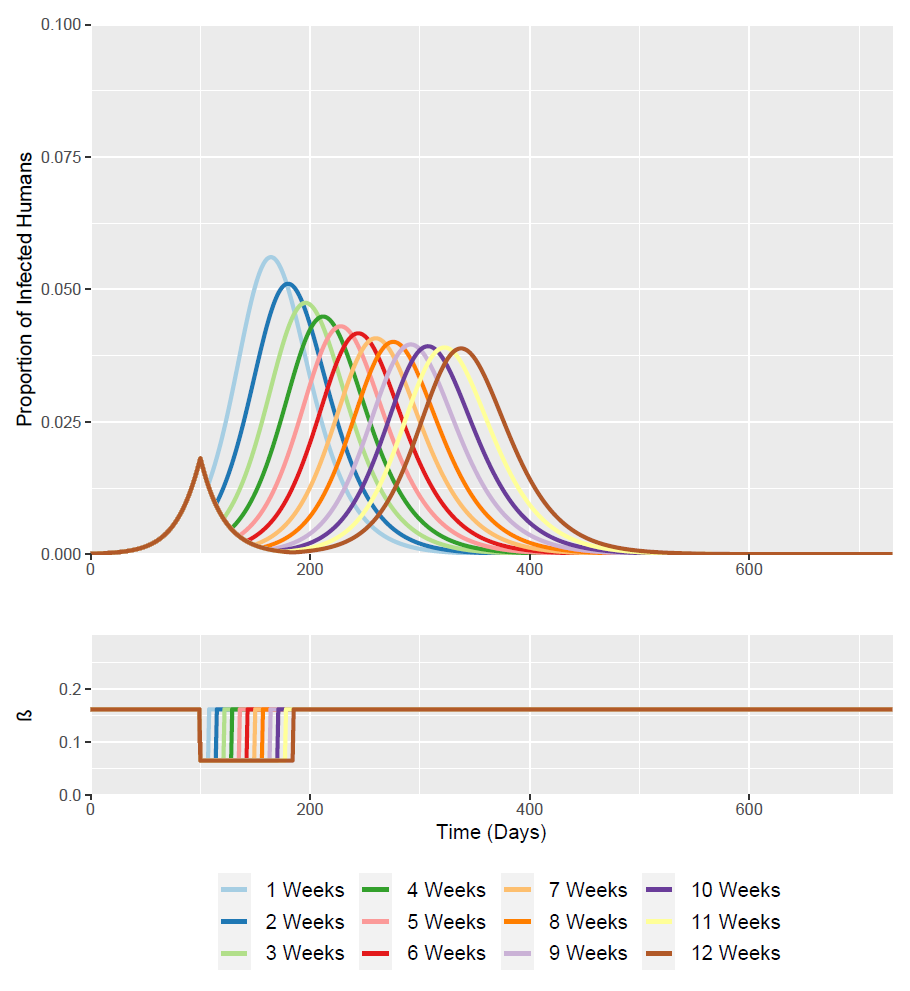 0.100
0.075
0.050
0.025
0.000
Proportion of Infected Humans
0 200 400 600
0.2
0.1
0.0
ß
0 200 400 600
Time (Days)
1 Weeks 4 Weeks 7 Weeks 10 Weeks
2 Weeks 5 Weeks 8 Weeks 11 Weeks
3 Weeks 6 Weeks 9 Weeks 12 Weeks